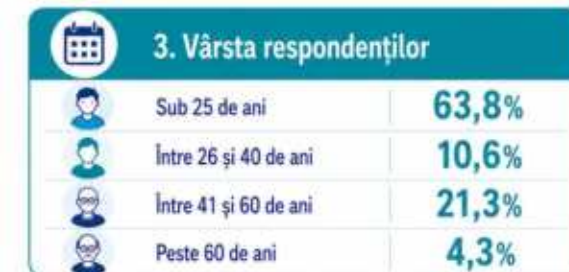 3. Vârsta respondenților
Sub 25 de ani 63,8%
Între 26 și 40 de ani 10,6%
Între 41 și 60 de ani 21,3%
Peste 60 de ani 4,3%